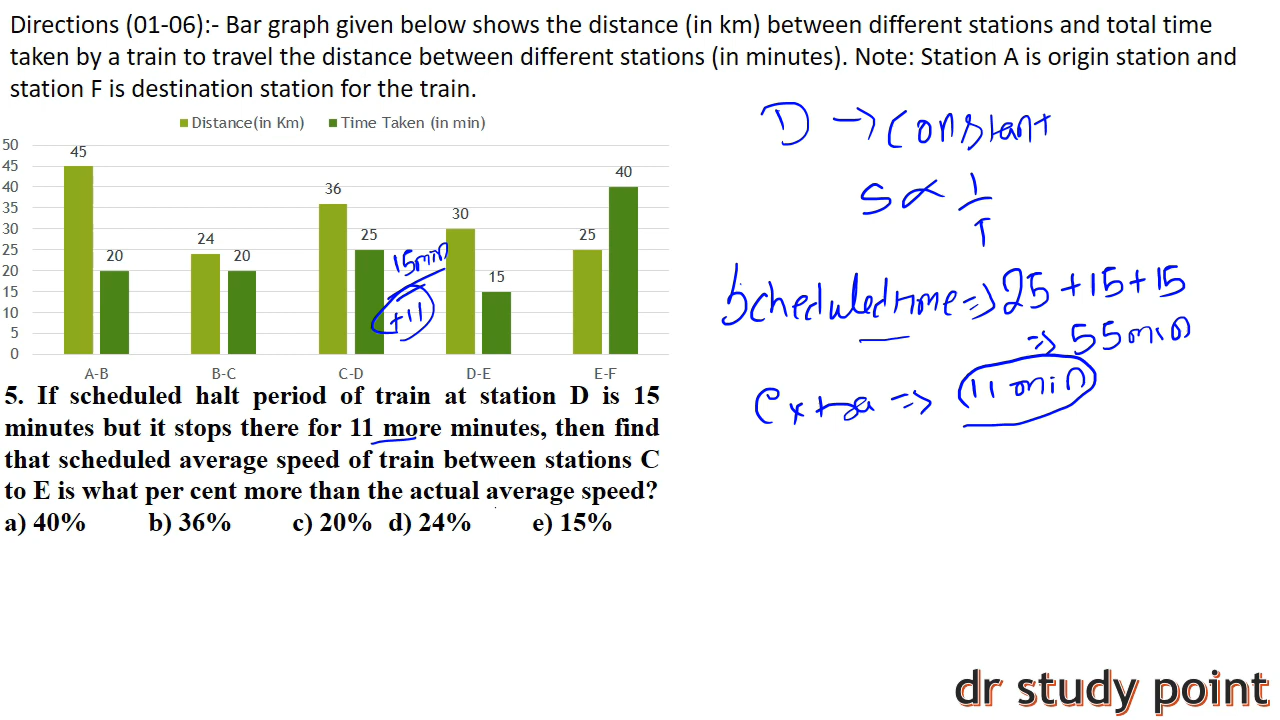 Directions (01-06):- Bar graph given below shows the distance (in km) between different stations and total time
taken by a train to travel the distance between different stations (in minutes). Note: Station A is origin station and
station F is destination station for the train.
Distance(in Km) Time Taken (in min)
50
45
40
35
30
25
20
15
10
5
0
45
20
24
20
36
25
30
15
25
40
15min
+11
A-B B-C C-D D-E E-F
5. If scheduled halt period of train at station D is 15
minutes but it stops there for 11 more minutes, then find
that scheduled average speed of train between stations C
to E is what per cent more than the actual average speed?
a) 40% b) 36% c) 20% d) 24% e) 15%
D → Constant
S ∝ 1/T
Scheduled time ⇒ 25 + 15 + 15
⇒ 55 min
extra ⇒ 11 min
dr study point